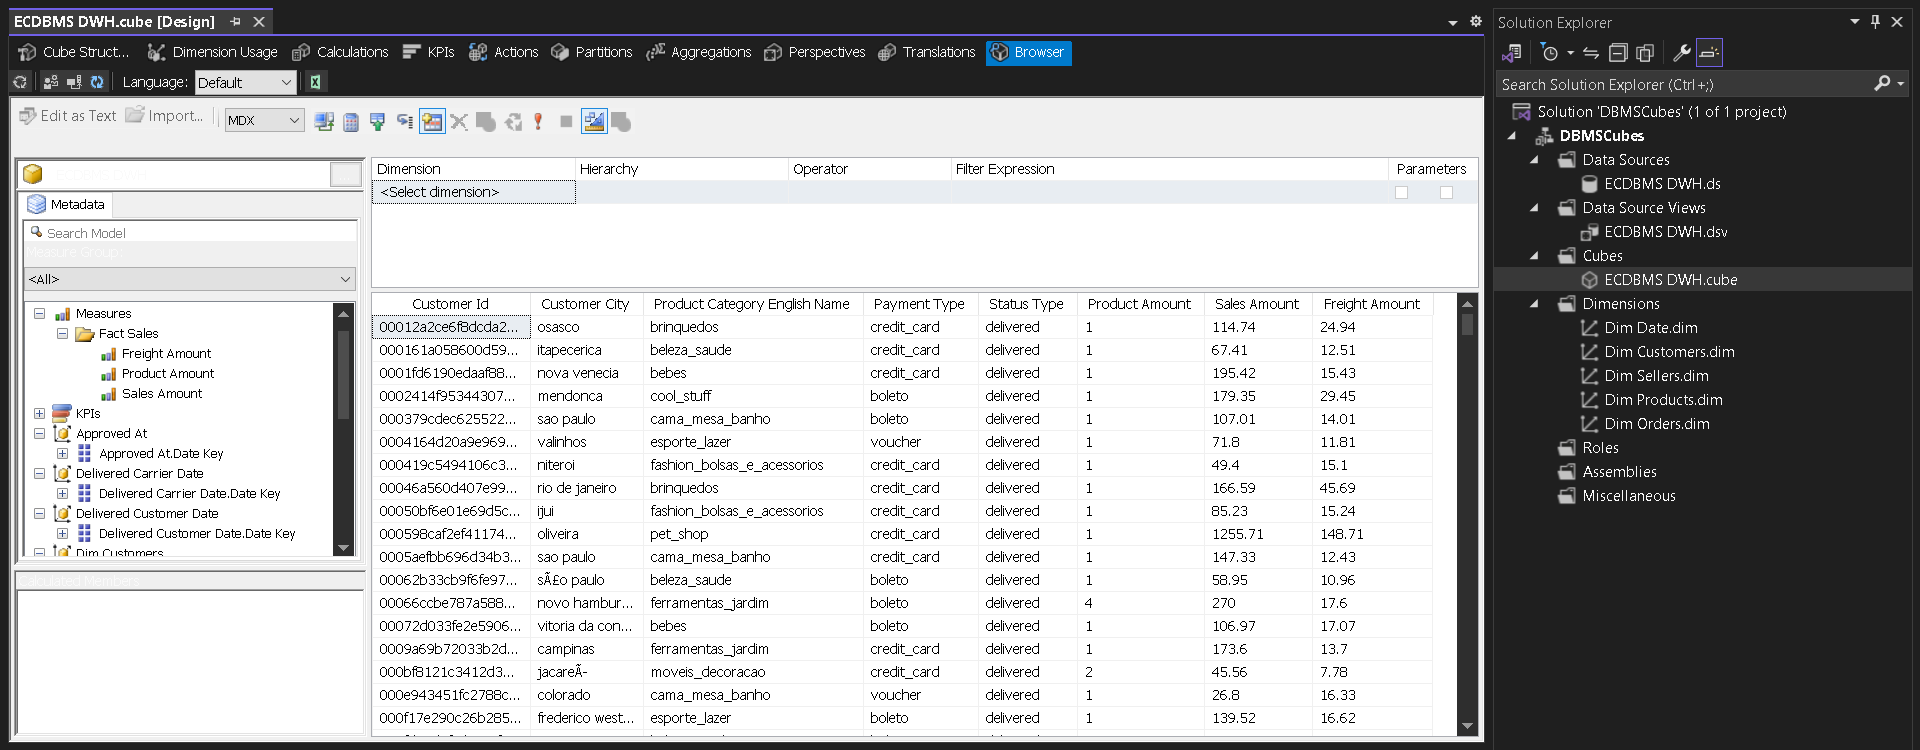 ECDBMS DWH.cube [Design]
Cube Struct... Dimension Usage Calculations KPIs Actions Partitions Aggregations Perspectives Translations Browser
Language: Default
Edit as Text Import... MDX
ECDBMS DWH
Metadata
Search Model
Measure Group:
<All>
Measures
Fact Sales
Freight Amount
Product Amount
Sales Amount
KPIs
Approved At
Approved At.Date Key
Delivered Carrier Date
Delivered Carrier Date.Date Key
Delivered Customer Date
Delivered Customer Date.Date Key
Dim Customers
Calculated Members
Dimension Hierarchy Operator Filter Expression Parameters
<Select dimension>
Customer Id Customer City Product Category English Name Payment Type Status Type Product Amount Sales Amount Freight Amount
00012a2ce6f8dcda2... osasco brinquedos credit_card delivered 1 114.74 24.94
000161a058600d59... itapecerica beleza_saude credit_card delivered 1 67.41 12.51
0001fd6190edaaf88... nova venecia bebes credit_card delivered 1 195.42 15.43
0002414f95344307... mendonca cool_stuff boleto delivered 1 179.35 29.45
000379cdec625522... sao paulo cama_mesa_banho boleto delivered 1 107.01 14.01
0004164d20a9e969... valinhos esporte_lazer voucher delivered 1 71.8 11.81
000419c5494106c3... niteroi fashion_bolsas_e_acessorios credit_card delivered 1 49.4 15.1
00046a560d407e99... rio de janeiro brinquedos credit_card delivered 1 166.59 45.69
00050bf6e01e69d5c... ijui fashion_bolsas_e_acessorios credit_card delivered 1 85.23 15.24
000598caf2ef41174... oliveira pet_shop credit_card delivered 1 1255.71 148.71
0005aefbb696d34b3... sao paulo cama_mesa_banho credit_card delivered 1 147.33 12.43
00062b33cb9f6fe97... sÃ£o paulo beleza_saude boleto delivered 1 58.95 10.96
00066ccbe787a588... novo hambur... ferramentas_jardim boleto delivered 4 270 17.6
00072d033fe2e5906... vitoria da con... bebes boleto delivered 1 106.97 17.07
0009a69b72033b2d... campinas ferramentas_jardim credit_card delivered 1 173.6 13.7
000bf8121c3412d3... jacareÃ- moveis_decoracao credit_card delivered 2 45.56 7.78
000e943451fc2788c... colorado cama_mesa_banho voucher delivered 1 26.8 16.33
000f17e290c26b285... frederico west... esporte_lazer boleto delivered 1 139.52 16.62
Solution Explorer
Search Solution Explorer (Ctrl+;)
Solution 'DBMSCubes' (1 of 1 project)
DBMSCubes
Data Sources
ECDBMS DWH.ds
Data Source Views
ECDBMS DWH.dsv
Cubes
ECDBMS DWH.cube
Dimensions
Dim Date.dim
Dim Customers.dim
Dim Sellers.dim
Dim Products.dim
Dim Orders.dim
Roles
Assemblies
Miscellaneous